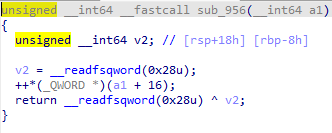 unsigned __int64 __fastcall sub_956(__int64 a1)
{
unsigned __int64 v2; // [rsp+18h] [rbp-8h]
v2 = __readfsqword(0x28u);
++*(_QWORD *)(a1 + 16);
return __readfsqword(0x28u) ^ v2;
}